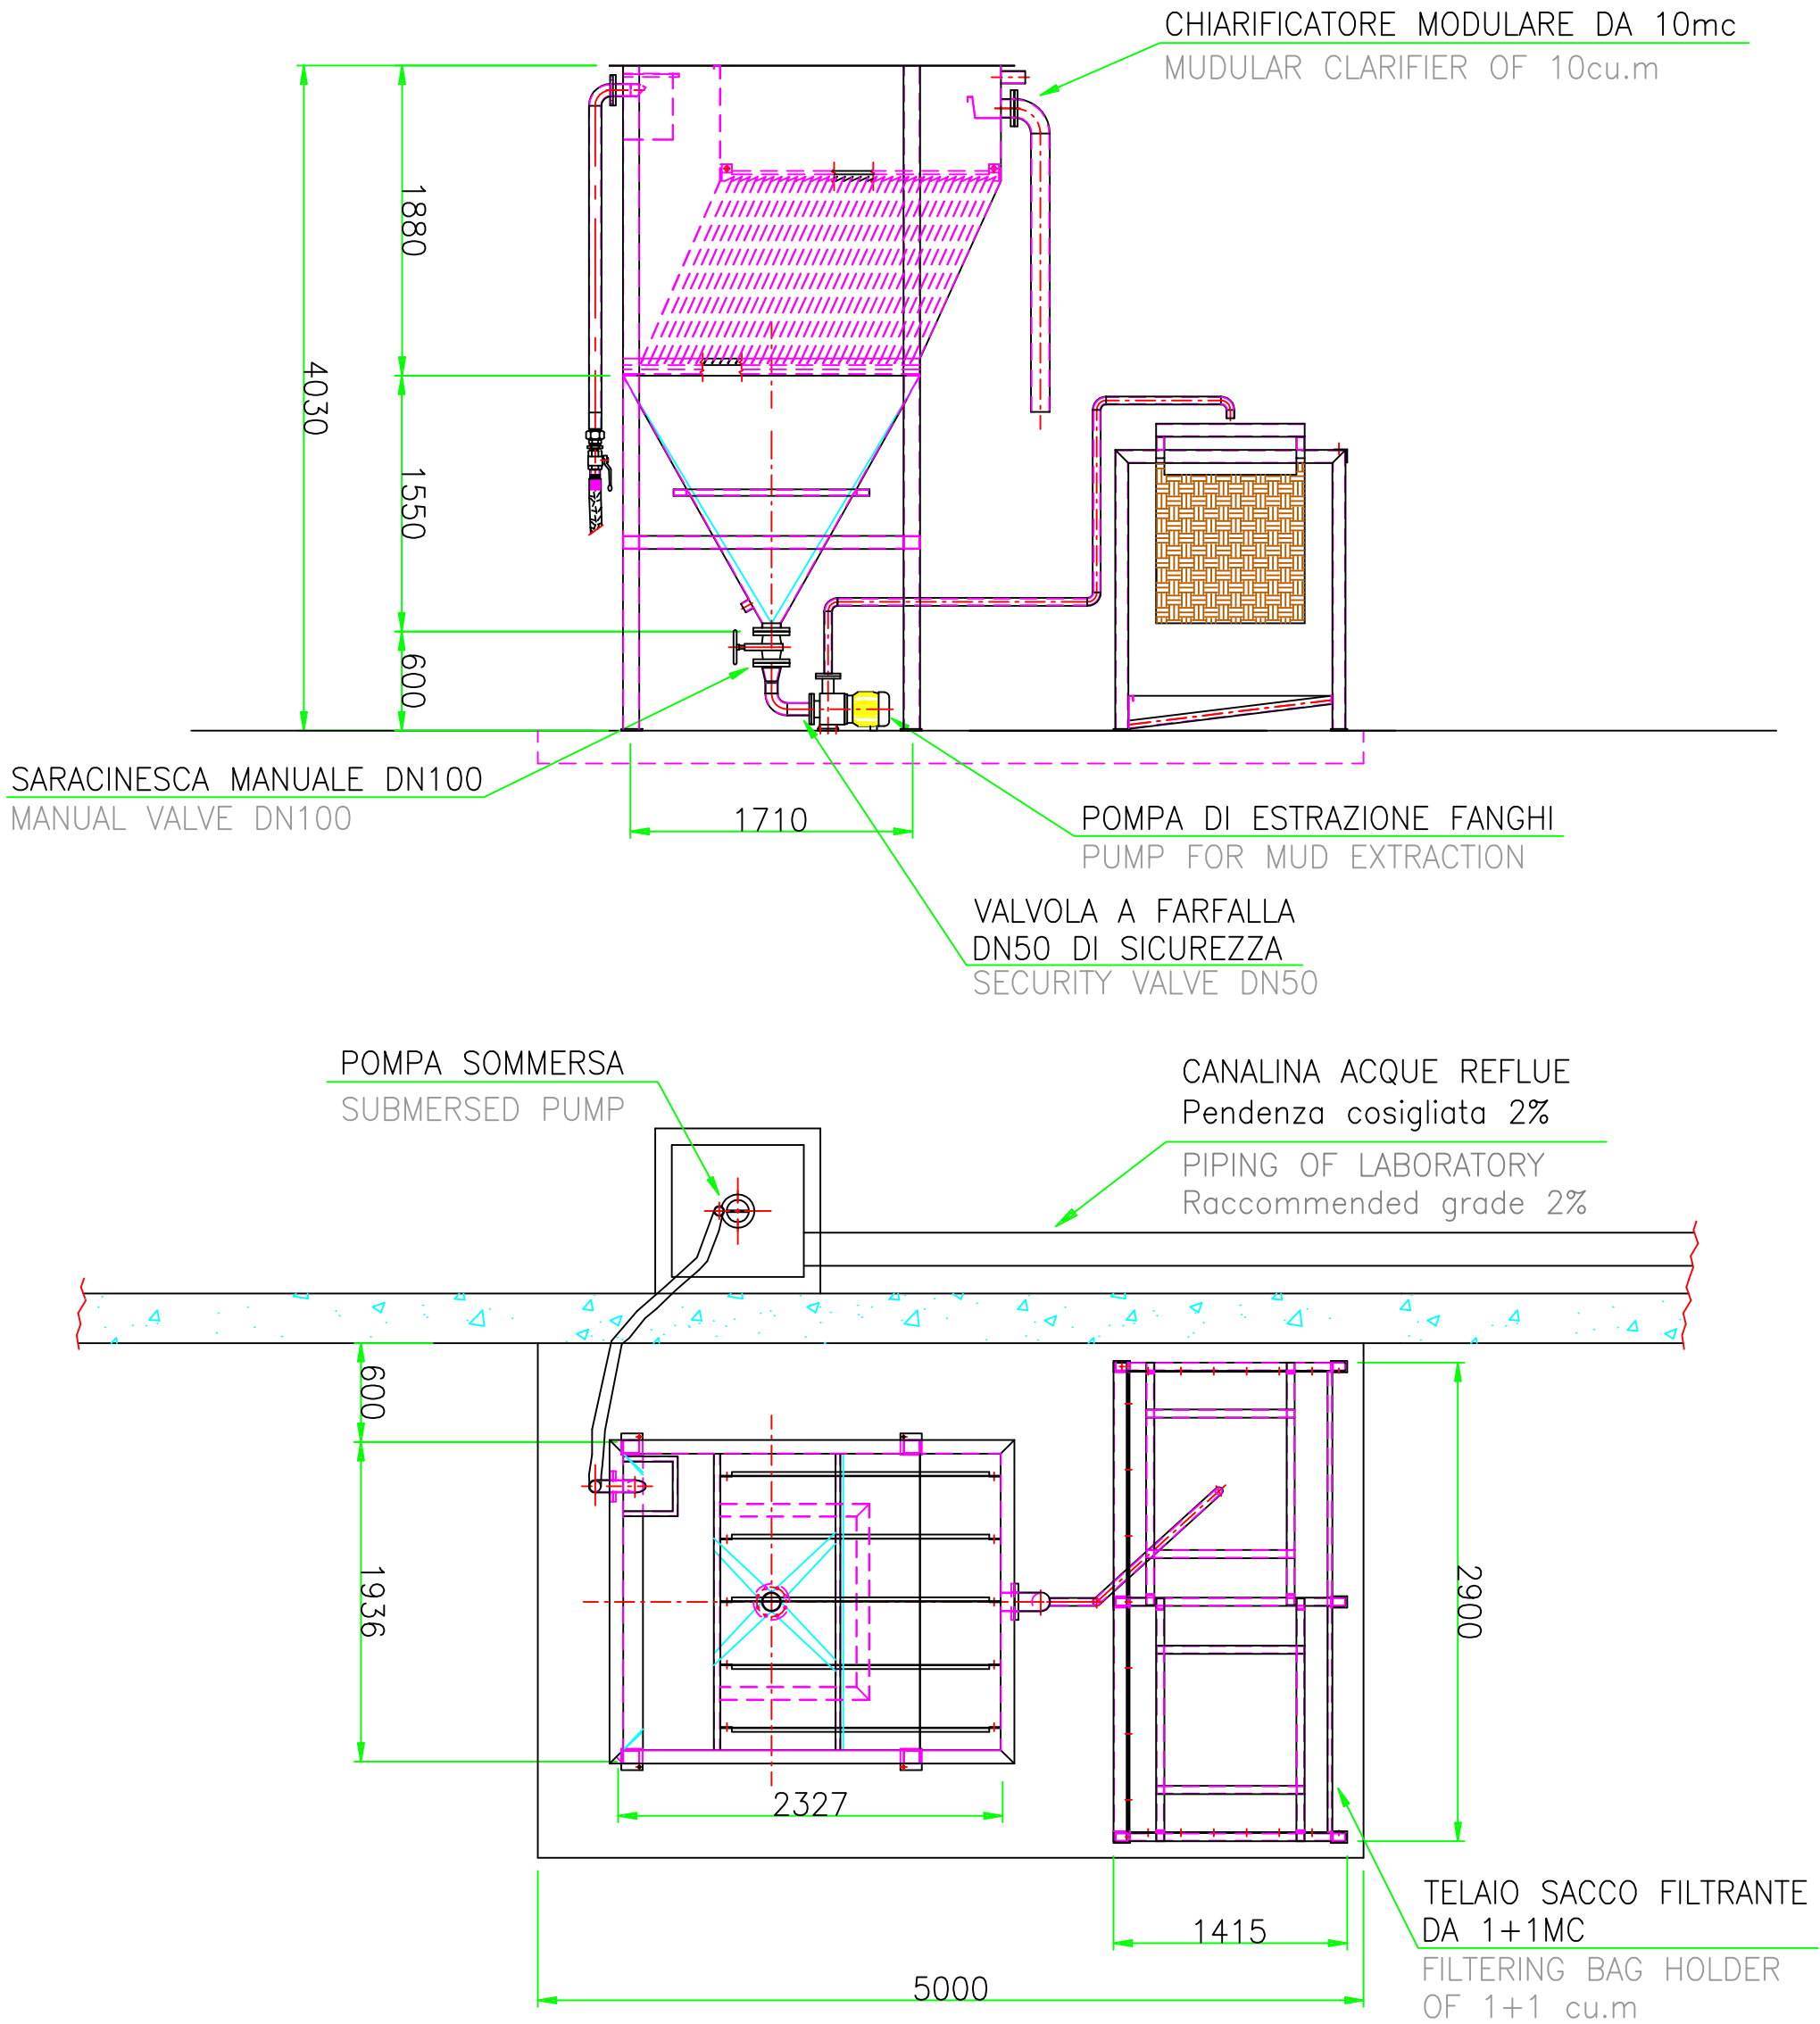 CHIARIFICATORE MODULARE DA 10mc
MUDULAR CLARIFIER OF 10cu.m
1880
4030
1550
600
SARACINESCA MANUALE DN100
MANUAL VALVE DN100
1710
POMPA DI ESTRAZIONE FANGHI
PUMP FOR MUD EXTRACTION
VALVOLA A FARFALLA
DN50 DI SICUREZZA
SECURITY VALVE DN50
POMPA SOMMERSA
SUBMERSED PUMP
CANALINA ACQUE REFLUE
Pendenza cosigliata 2%
PIPING OF LABORATORY
Raccommended grade 2%
600
1936
2900
2327
TELAIO SACCO FILTRANTE
DA 1+1MC
FILTERING BAG HOLDER
OF 1+1 cu.m
1415
5000